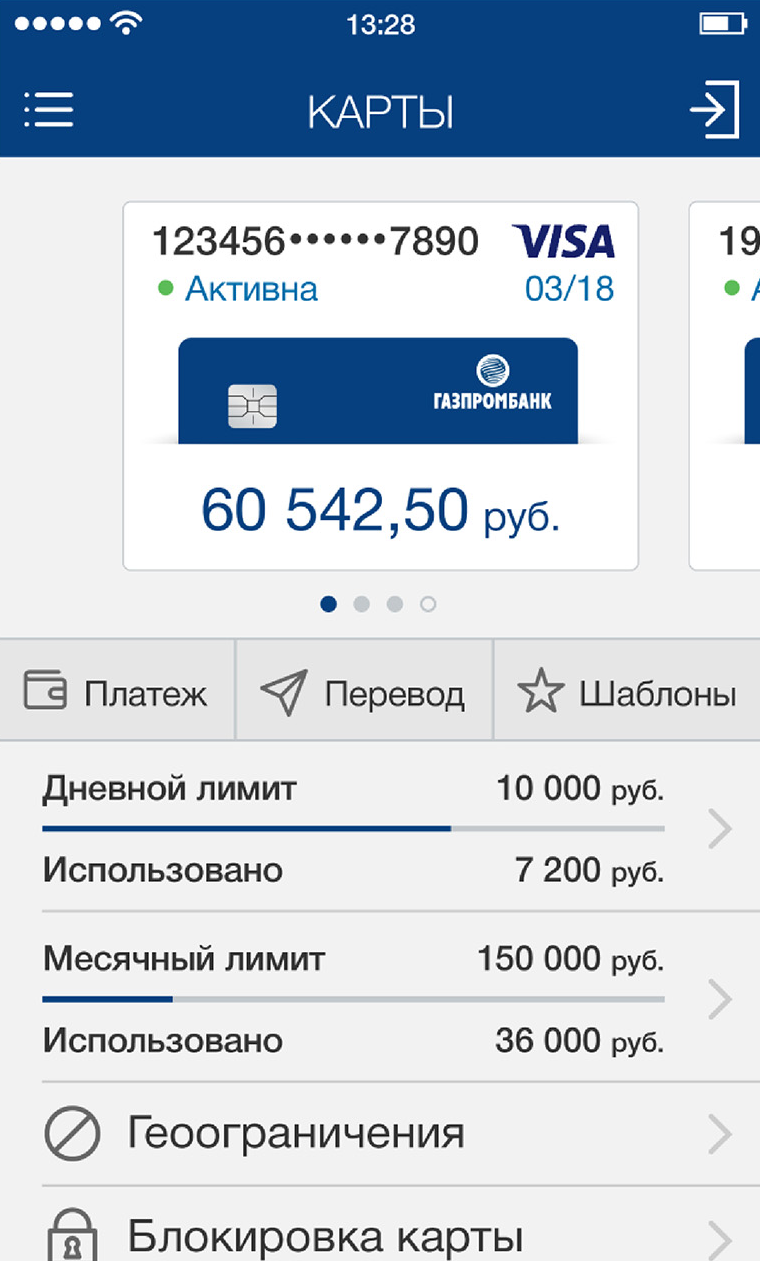 13:28
КАРТЫ
123456••••••7890 VISA 19
Активна 03/18
ГАЗПРОМБАНК
60 542,50 руб.
Платеж Перевод Шаблоны
Дневной лимит 10 000 руб.
Использовано 7 200 руб.
Месячный лимит 150 000 руб.
Использовано 36 000 руб.
Геоограничения
Блокировка карты